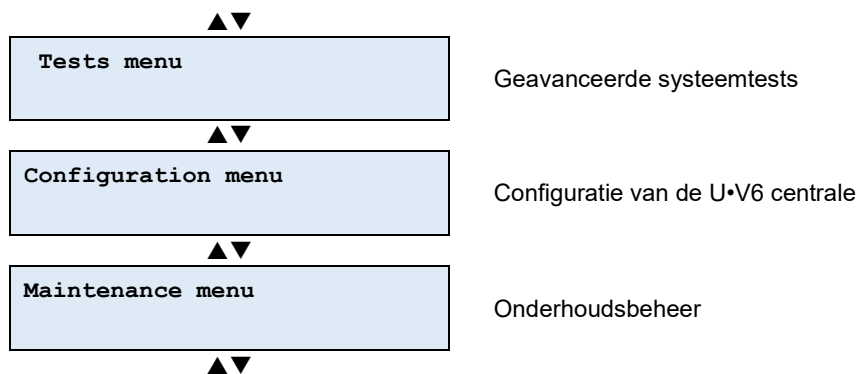 ▲▼
Tests menu
Geavanceerde systeemtests
▲▼
Configuration menu
Configuratie van de U•V6 centrale
▲▼
Maintenance menu
Onderhoudsbeheer
▲▼